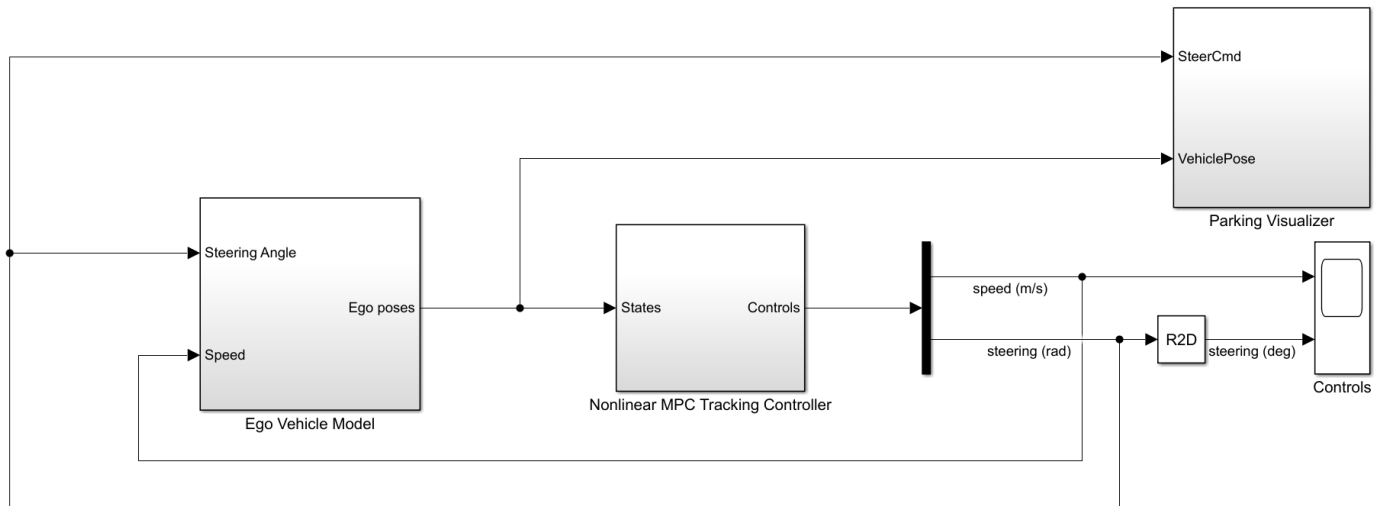 SteerCmd
VehiclePose
Parking Visualizer
Steering Angle
Ego poses
Speed
Ego Vehicle Model
States
Controls
Nonlinear MPC Tracking Controller
speed (m/s)
steering (rad)
R2D
steering (deg)
Controls